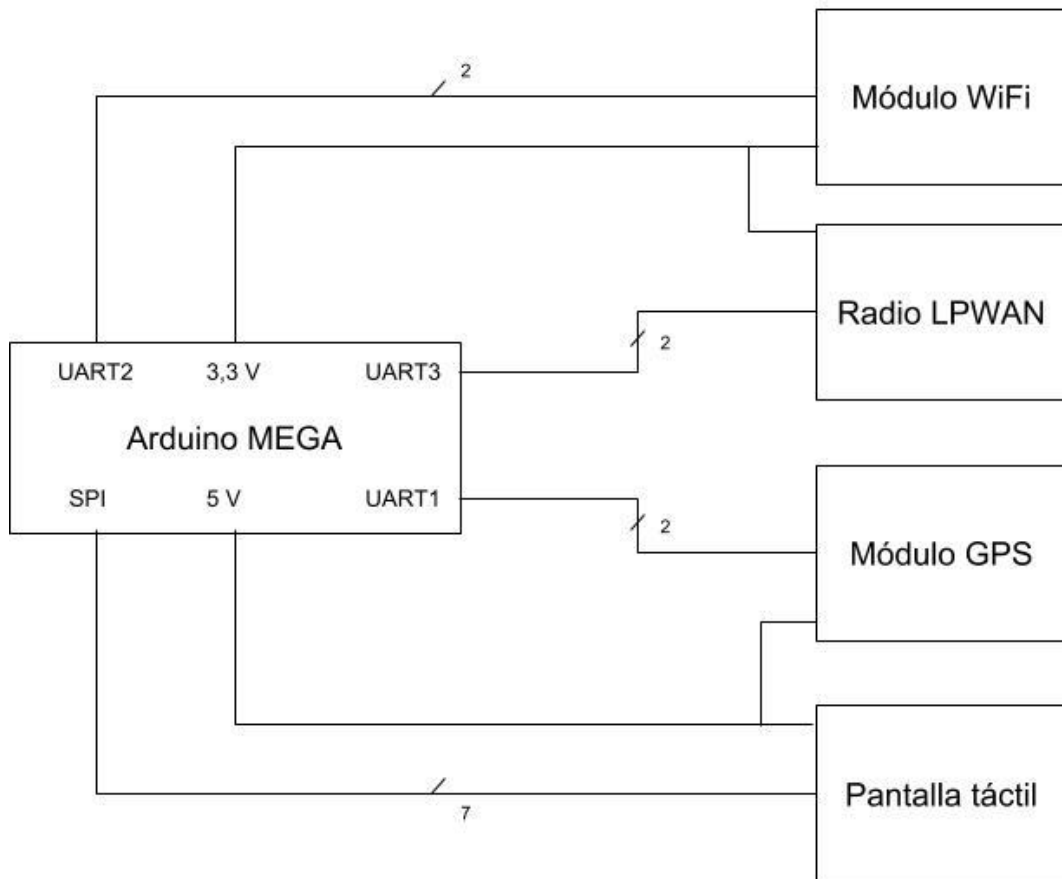 2
Módulo WiFi
Radio LPWAN
2
UART2 3,3 V UART3
Arduino MEGA
SPI 5 V UART1
2
Módulo GPS
Pantalla táctil
7